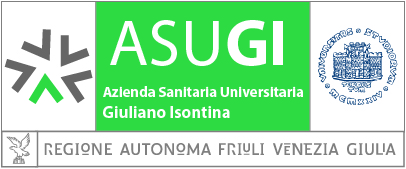 ASUGI
Azienda Sanitaria Universitaria
Giuliano Isontina
REGIONE AUTONOMA FRIULI VENEZIA GIULIA